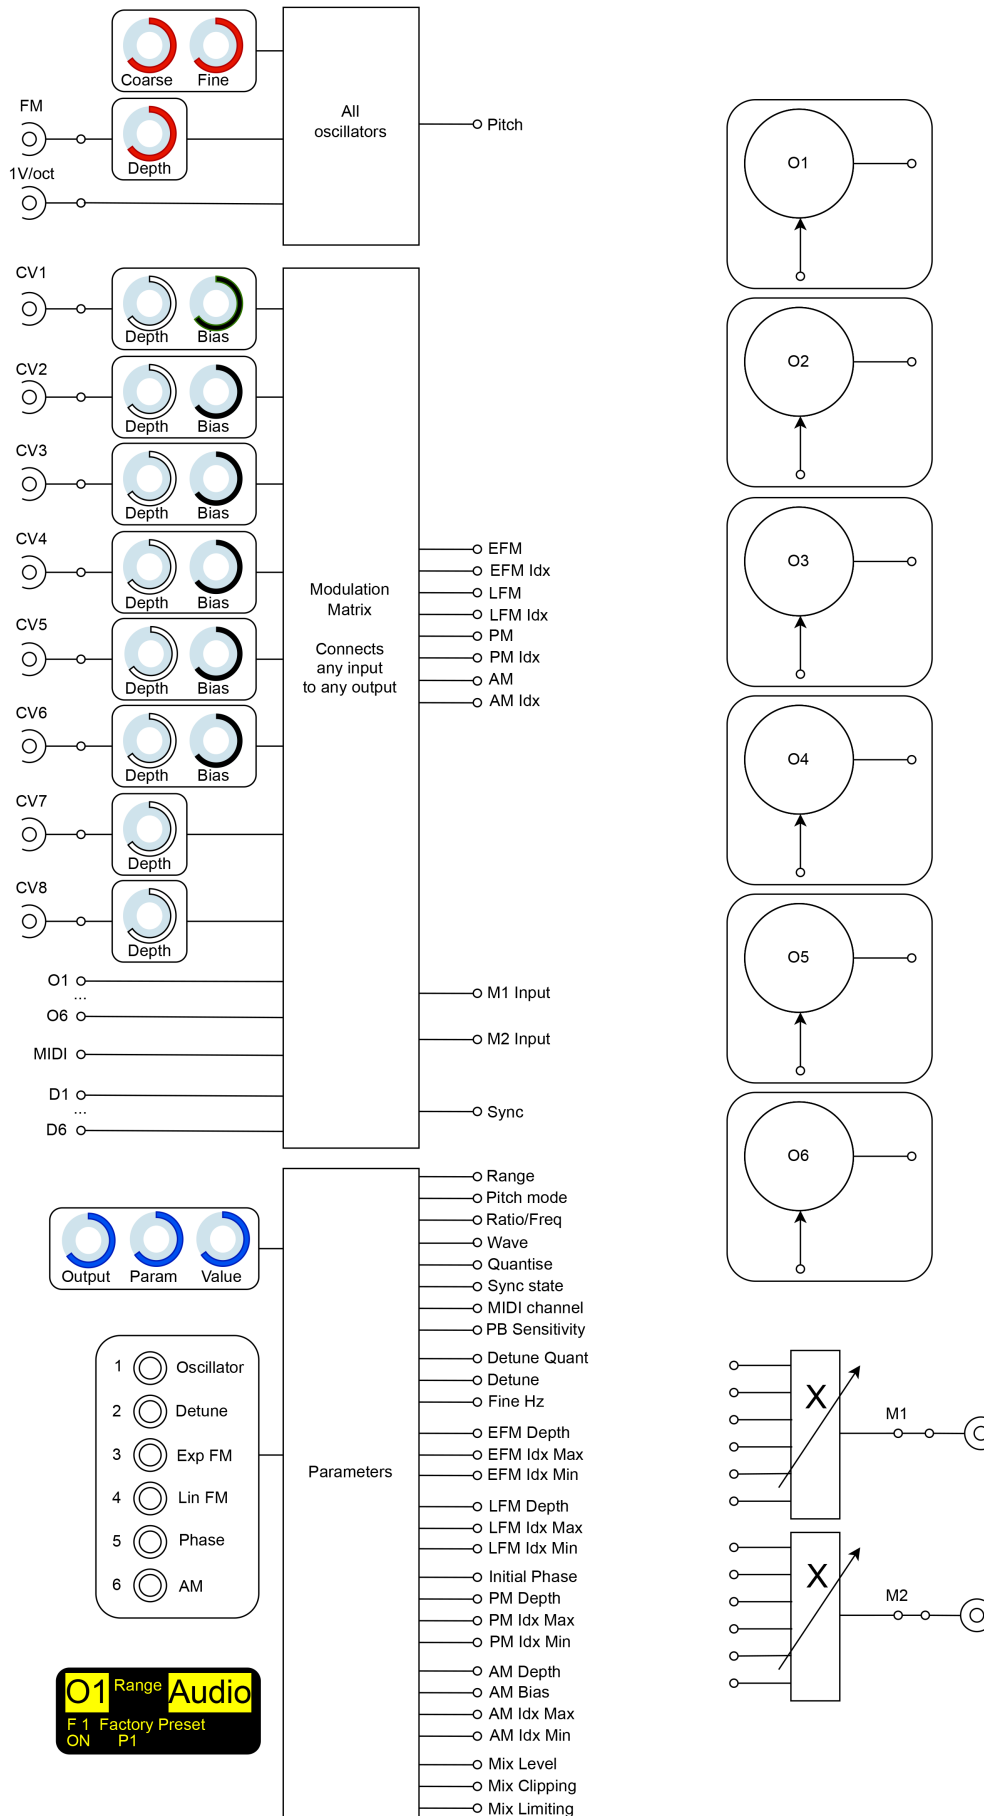 Coarse Fine
FM
Depth
1V/oct
All
oscillators
Pitch
CV1
Depth Bias
CV2
Depth Bias
CV3
Depth Bias
CV4
Depth Bias
CV5
Depth Bias
CV6
Depth Bias
CV7
Depth
CV8
Depth
O1
...
O6
MIDI
D1
...
D6
Modulation
Matrix
Connects
any input
to any output
EFM
EFM Idx
LFM
LFM Idx
PM
PM Idx
AM
AM Idx
M1 Input
M2 Input
Sync
Output Param Value
1 Oscillator
2 Detune
3 Exp FM
4 Lin FM
5 Phase
6 AM
O1 Range Audio
F 1 Factory Preset
ON P1
Parameters
Range
Pitch mode
Ratio/Freq
Wave
Quantise
Sync state
MIDI channel
PB Sensitivity
Detune Quant
Detune
Fine Hz
EFM Depth
EFM Idx Max
EFM Idx Min
LFM Depth
LFM Idx Max
LFM Idx Min
Initial Phase
PM Depth
PM Idx Max
PM Idx Min
AM Depth
AM Bias
AM Idx Max
AM Idx Min
Mix Level
Mix Clipping
Mix Limiting
O1
O2
O3
O4
O5
O6
X
M1
X
M2